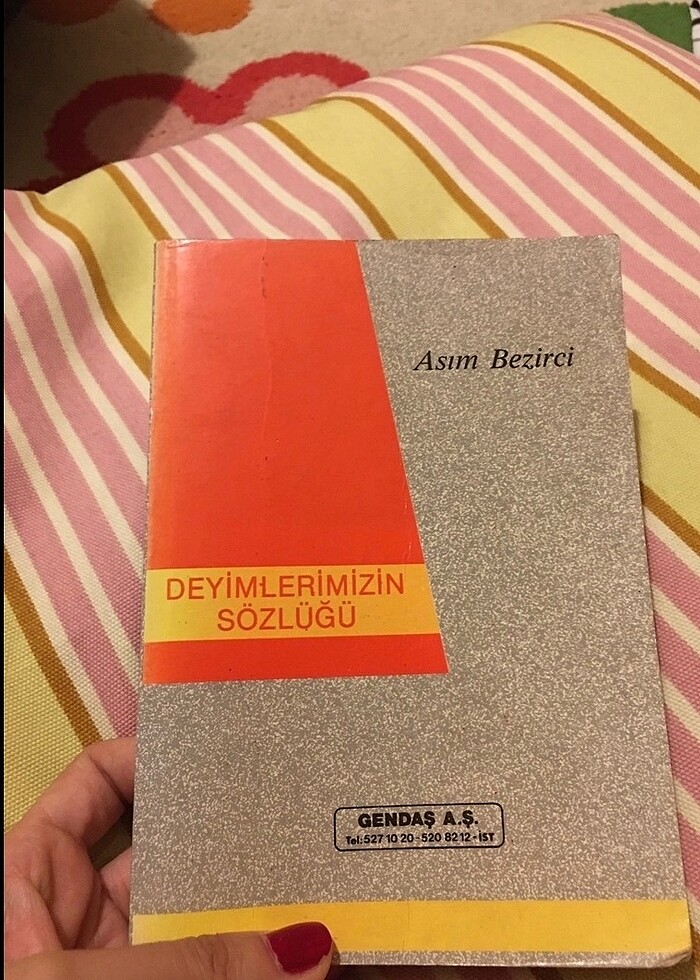 Asım Bezirci
DEYİMLERİMİZİN
SÖZLÜĞÜ
GENDAŞ A.Ş.
Tel:527 10 20-520 82 12-İST